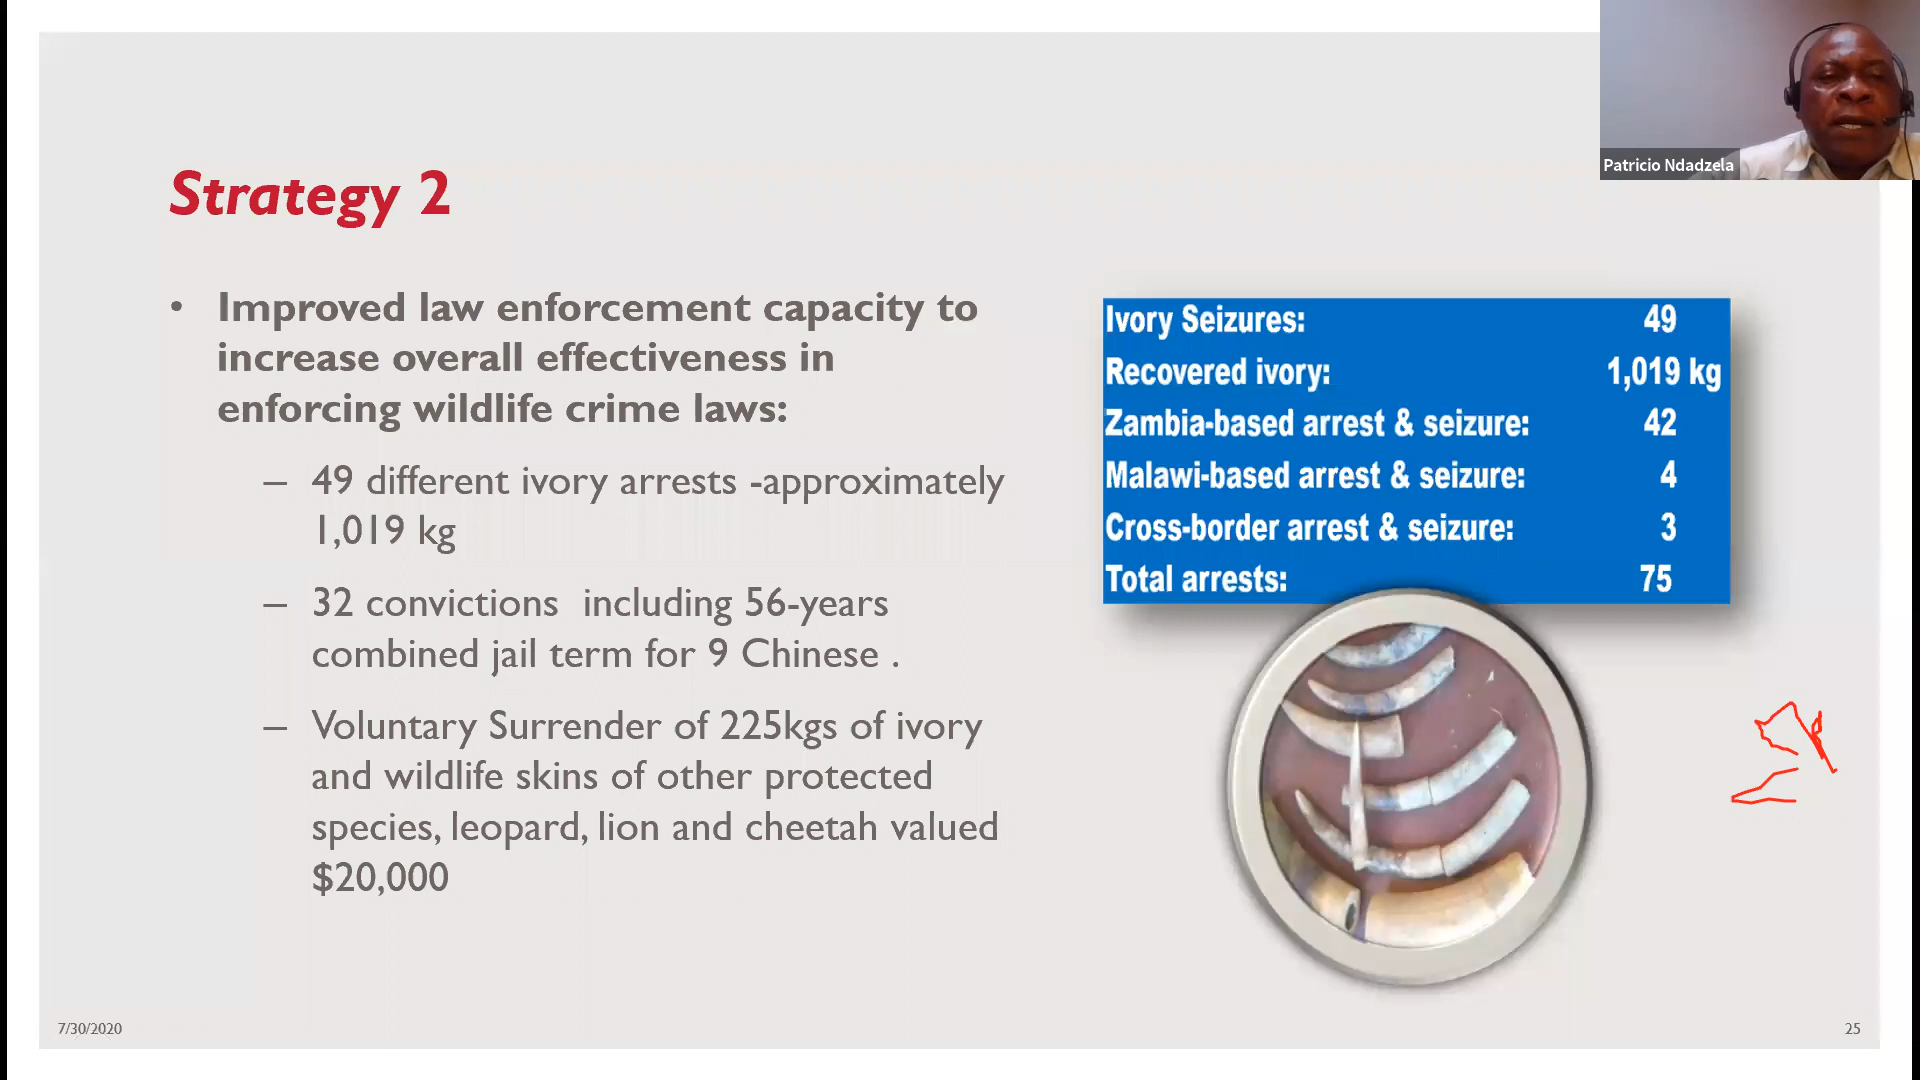 Patricio Ndadzela
Strategy 2
• Improved law enforcement capacity to
increase overall effectiveness in
enforcing wildlife crime laws:
– 49 different ivory arrests -approximately
1,019 kg
– 32 convictions including 56-years
combined jail term for 9 Chinese .
– Voluntary Surrender of 225kgs of ivory
and wildlife skins of other protected
species, leopard, lion and cheetah valued
$20,000
Ivory Seizures: 49
Recovered ivory: 1,019 kg
Zambia-based arrest & seizure: 42
Malawi-based arrest & seizure: 4
Cross-border arrest & seizure: 3
Total arrests: 75
7/30/2020
25